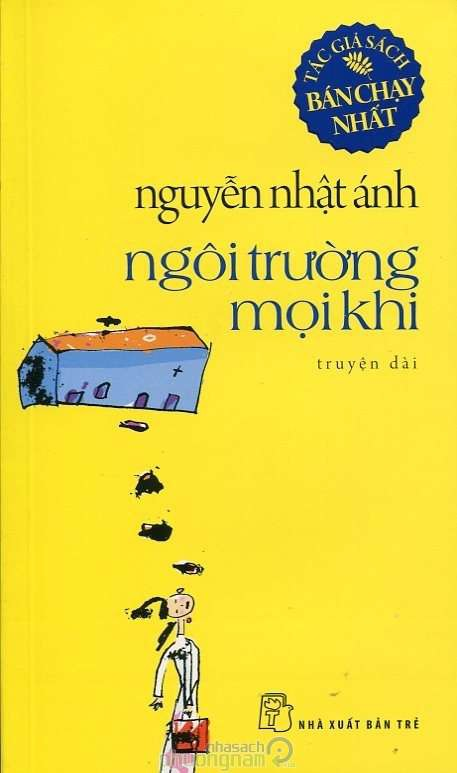 TÁC GIẢ SÁCH
BÁN CHẠY
NHẤT
nguyễn nhật ánh
ngôi trường
mọi khi
truyện dài
T
NHÀ XUẤT BẢN TRẺ
nhasach
phuongnam